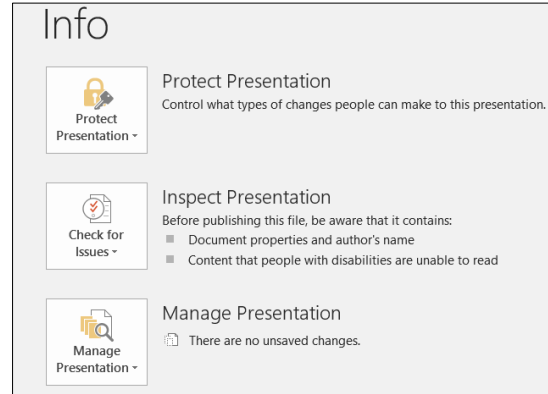 Info
Protect Presentation
Control what types of changes people can make to this presentation.
Protect
Presentation
Inspect Presentation
Before publishing this file, be aware that it contains:
Document properties and author's name
Content that people with disabilities are unable to read
Check for
Issues
Manage Presentation
There are no unsaved changes.
Manage
Presentation